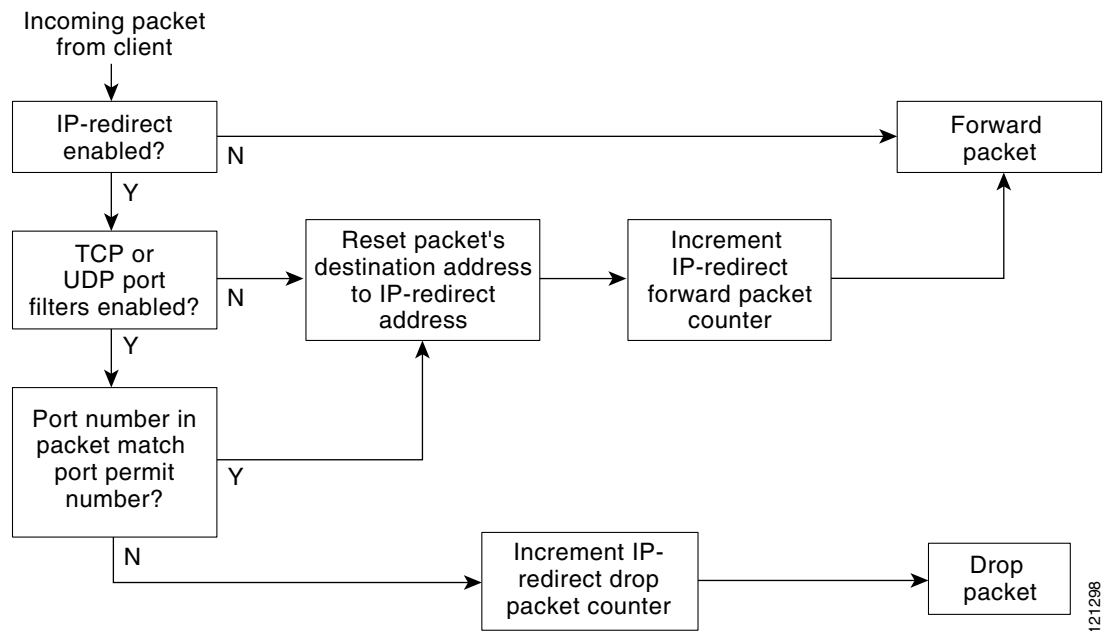 Incoming packet
from client
IP-redirect
enabled?
N
Forward
packet
Y
TCP or
UDP port
filters enabled?
N
Reset packet's
destination address
to IP-redirect
address
Increment
IP-redirect
forward packet
counter
Y
Port number in
packet match
port permit
number?
Y
N
Increment IP-
redirect drop
packet counter
Drop
packet
121298